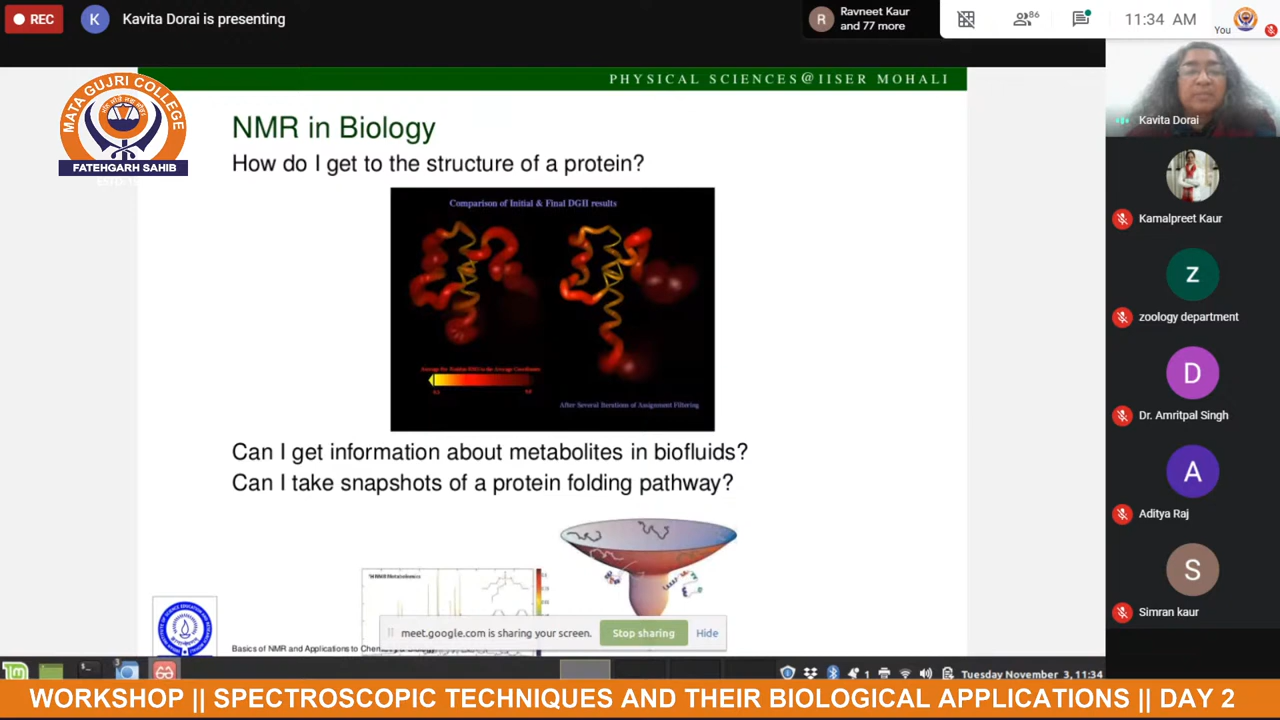 REC
K
Kavita Dorai is presenting
R
Ravneet Kaur
and 77 more
86
11:34 AM
You
PHYSICAL SCIENCES@IISER MOHALI
MATA GUJRI COLLEGE
FATEHGARH SAHIB
NMR in Biology
How do I get to the structure of a protein?
Comparison of Initial & Final DGII results
After Several Iterations of Assignment Filtering
Can I get information about metabolites in biofluids?
Can I take snapshots of a protein folding pathway?
meet.google.com is sharing your screen.
Stop sharing
Hide
Basics of NMR and Applications to
Kavita Dorai
Kamalpreet Kaur
z
zoology department
D
Dr. Amritpal Singh
A
Aditya Raj
S
Simran kaur
3
1
Tuesday November 3, 11:34
WORKSHOP || SPECTROSCOPIC TECHNIQUES AND THEIR BIOLOGICAL APPLICATIONS || DAY 2